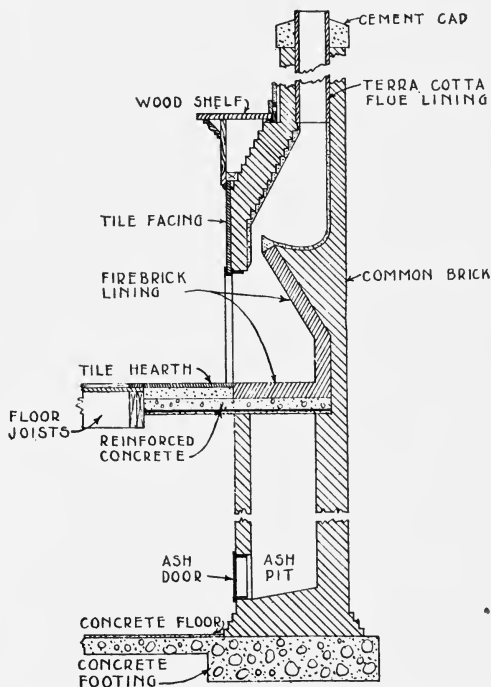 CEMENT CAP
TERRA COTTA
FLUE LINING
WOOD SHELF
TILE FACING
FIREBRICK
LINING
COMMON BRICK
TILE HEARTH
FLOOR
JOISTS
REINFORCED
CONCRETE
ASH
DOOR
ASH
PIT
CONCRETE FLOOR
CONCRETE
FOOTING